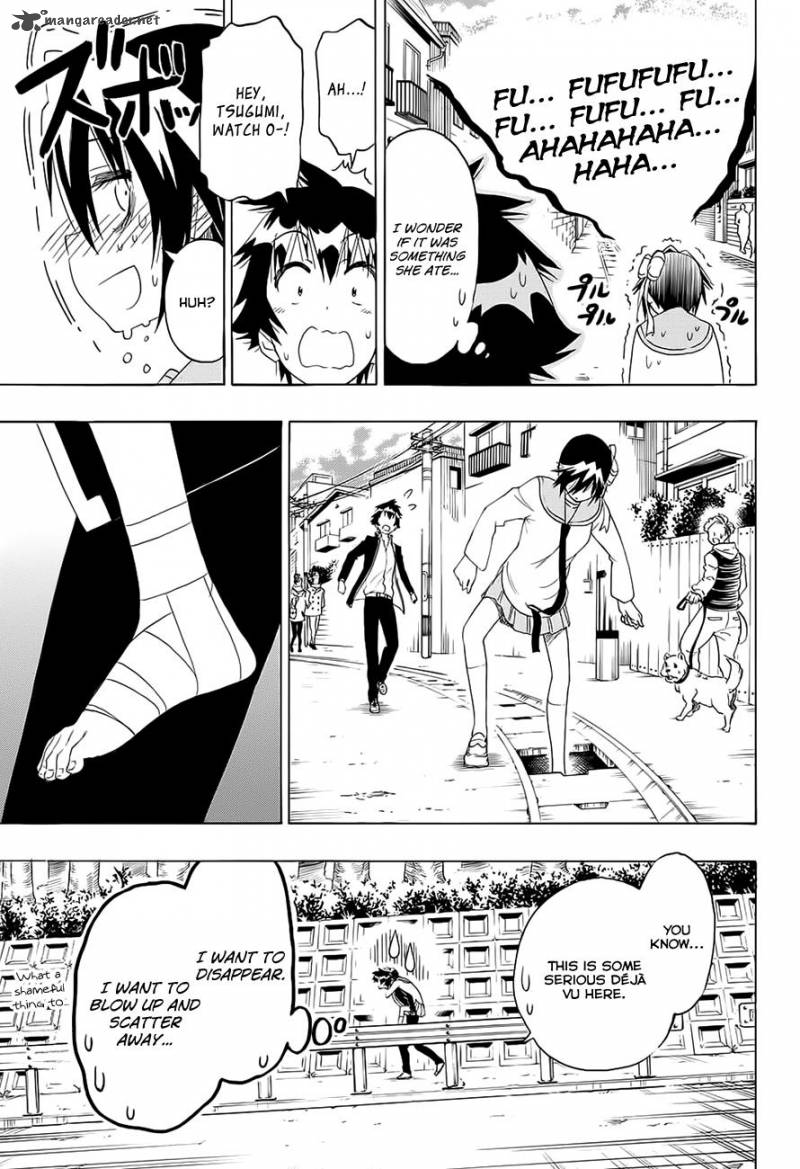 mangareader.net
FU... FUFUFUFU...
FU... FUFU... FU...
AHAHAHAHA
HAHA...
I WONDER
IF IT WAS
SOMETHING
SHE ATE...
プル
プル
プル
AH...!
HEY,
TSUGUMI,
WATCH O-!
ズボッ
HUH?
YOU
KNOW...
THIS IS SOME
SERIOUS DÉJÀ
VU HERE.
I WANT TO
DISAPPEAR.
I WANT TO
BLOW UP AND
SCATTER
AWAY...
What a
shameful
thing to